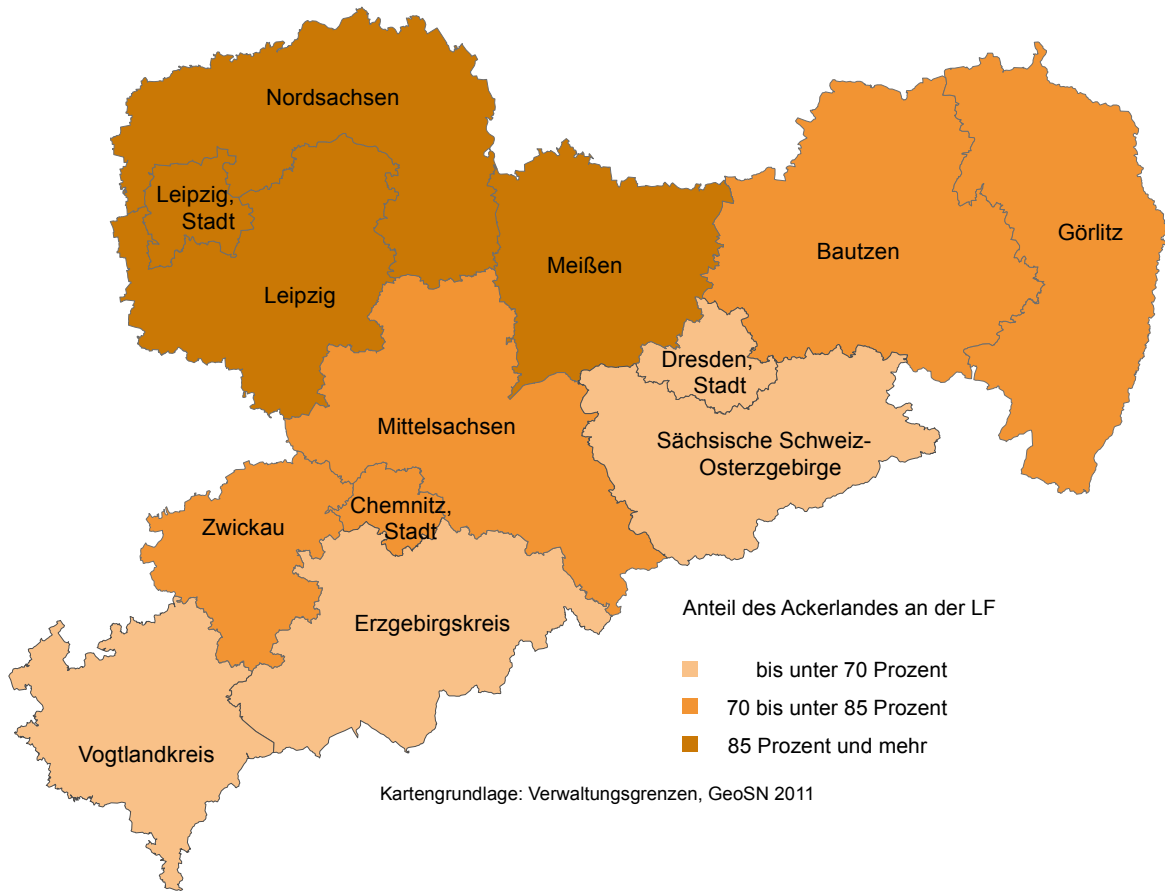 Nordsachsen
Leipzig,
Stadt
Leipzig
Meißen
Bautzen
Görlitz
Dresden,
Stadt
Mittelsachsen
Sächsische Schweiz-
Osterzgebirge
Chemnitz,
Stadt
Zwickau
Erzgebirgskreis
Vogtlandkreis
Anteil des Ackerlandes an der LF
bis unter 70 Prozent
70 bis unter 85 Prozent
85 Prozent und mehr
Kartengrundlage: Verwaltungsgrenzen, GeoSN 2011